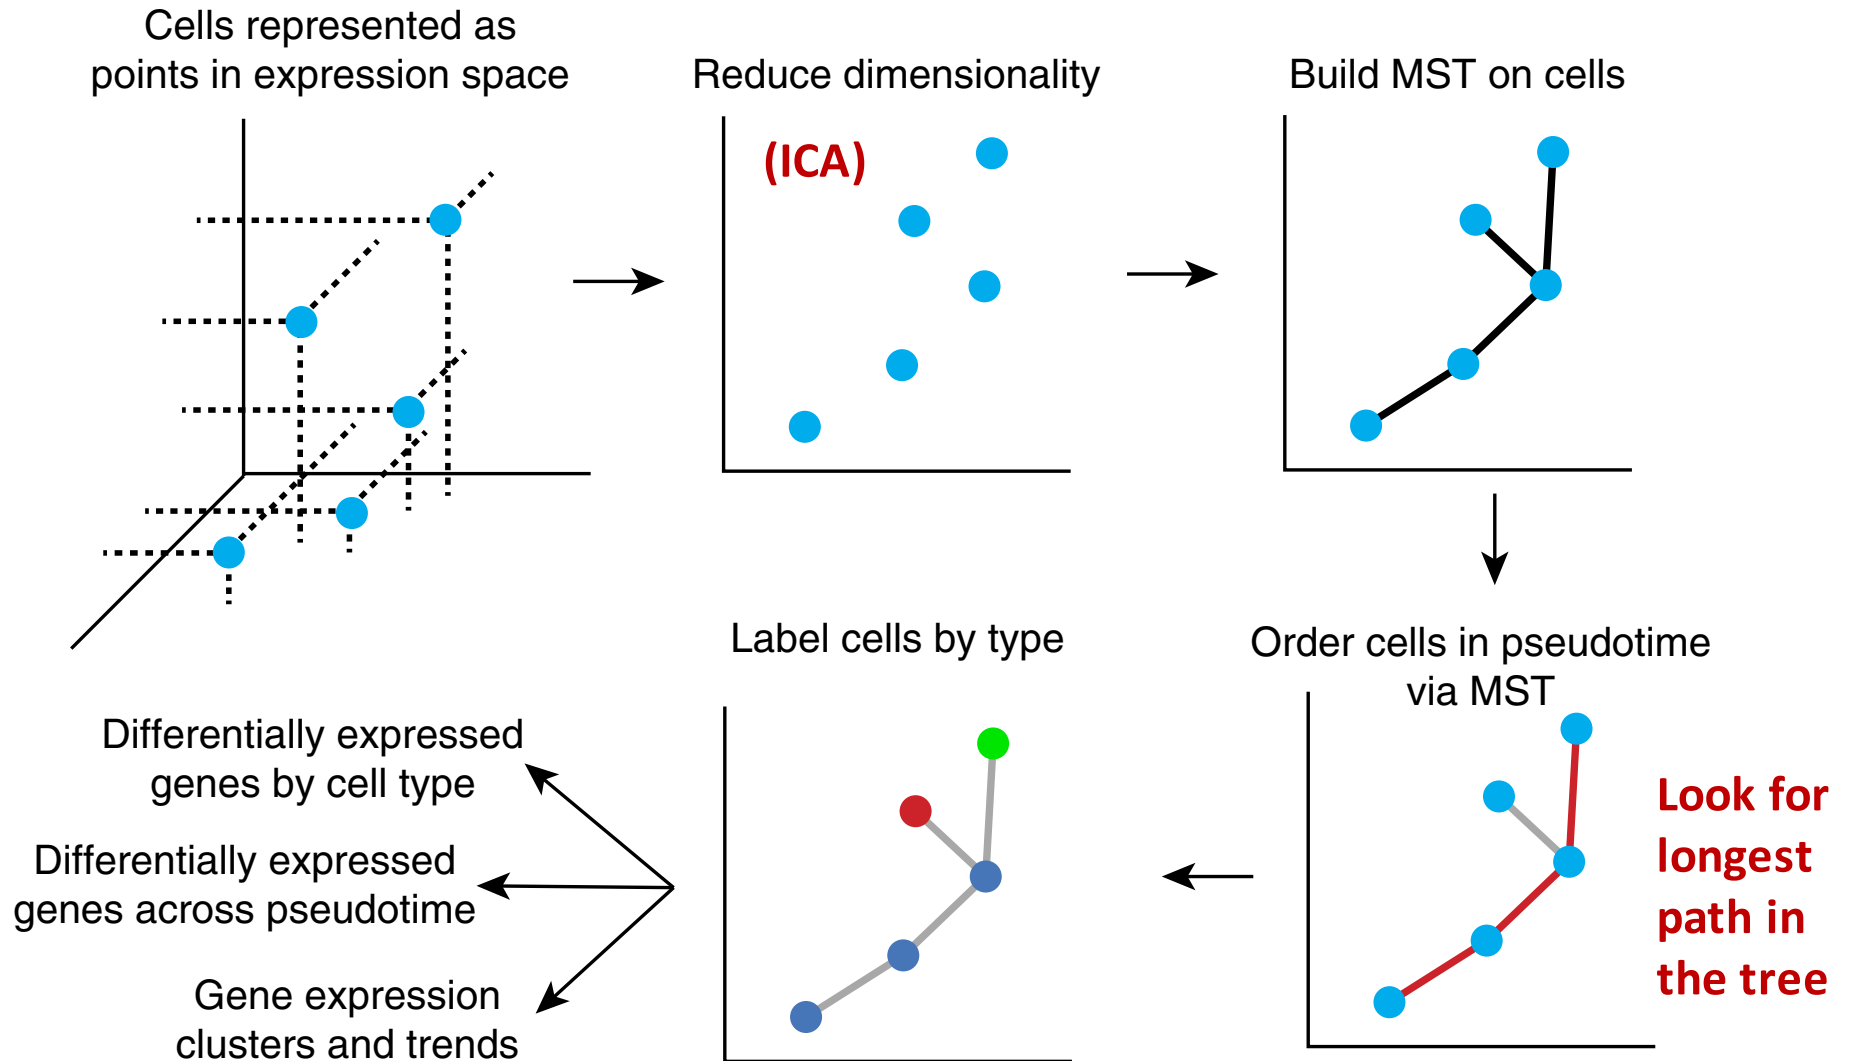 Cells represented as
points in expression space
Reduce dimensionality
(ICA)
Build MST on cells
Order cells in pseudotime
via MST
Look for
longest
path in
the tree
Label cells by type
Differentially expressed
genes by cell type
Differentially expressed
genes across pseudotime
Gene expression
clusters and trends